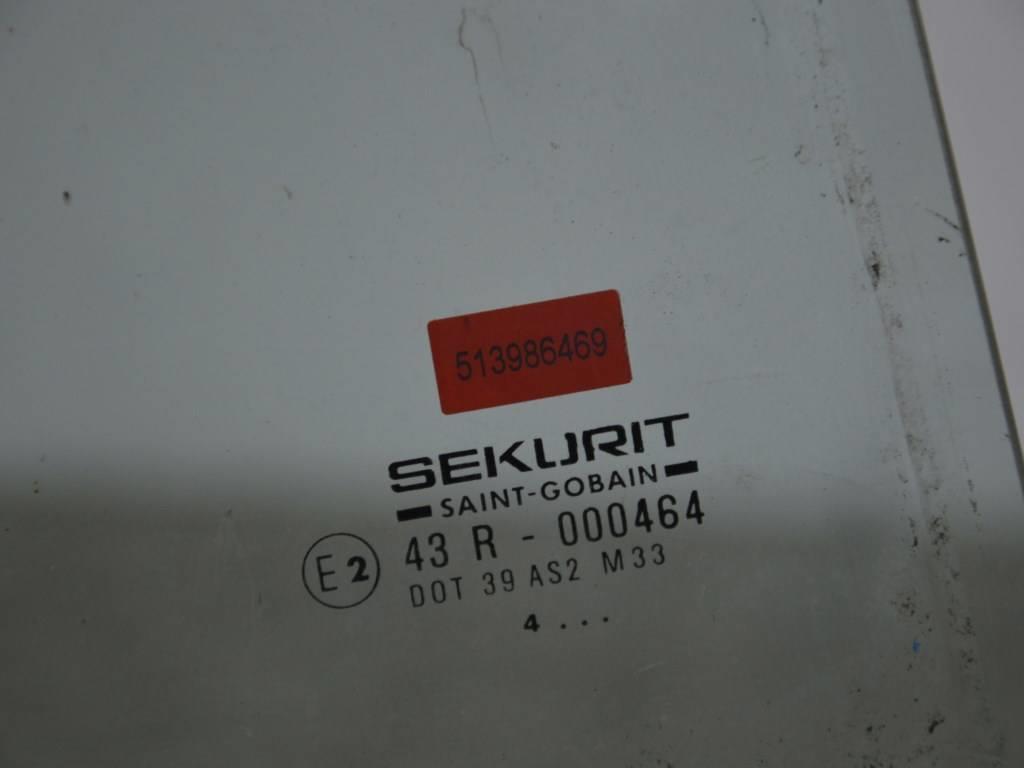 513986469
SEKURIT
SAINT-GOBAIN
E2 43 R - 000464
DOT 39 AS2 M33
4 . . .